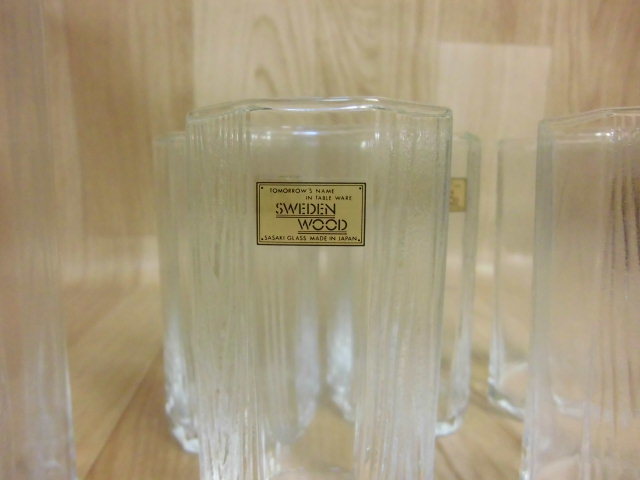 TOMORROW'S NAME
IN TABLE WARE
SWEDEN
WOOD
SASAKI GLASS MADE IN JAPAN